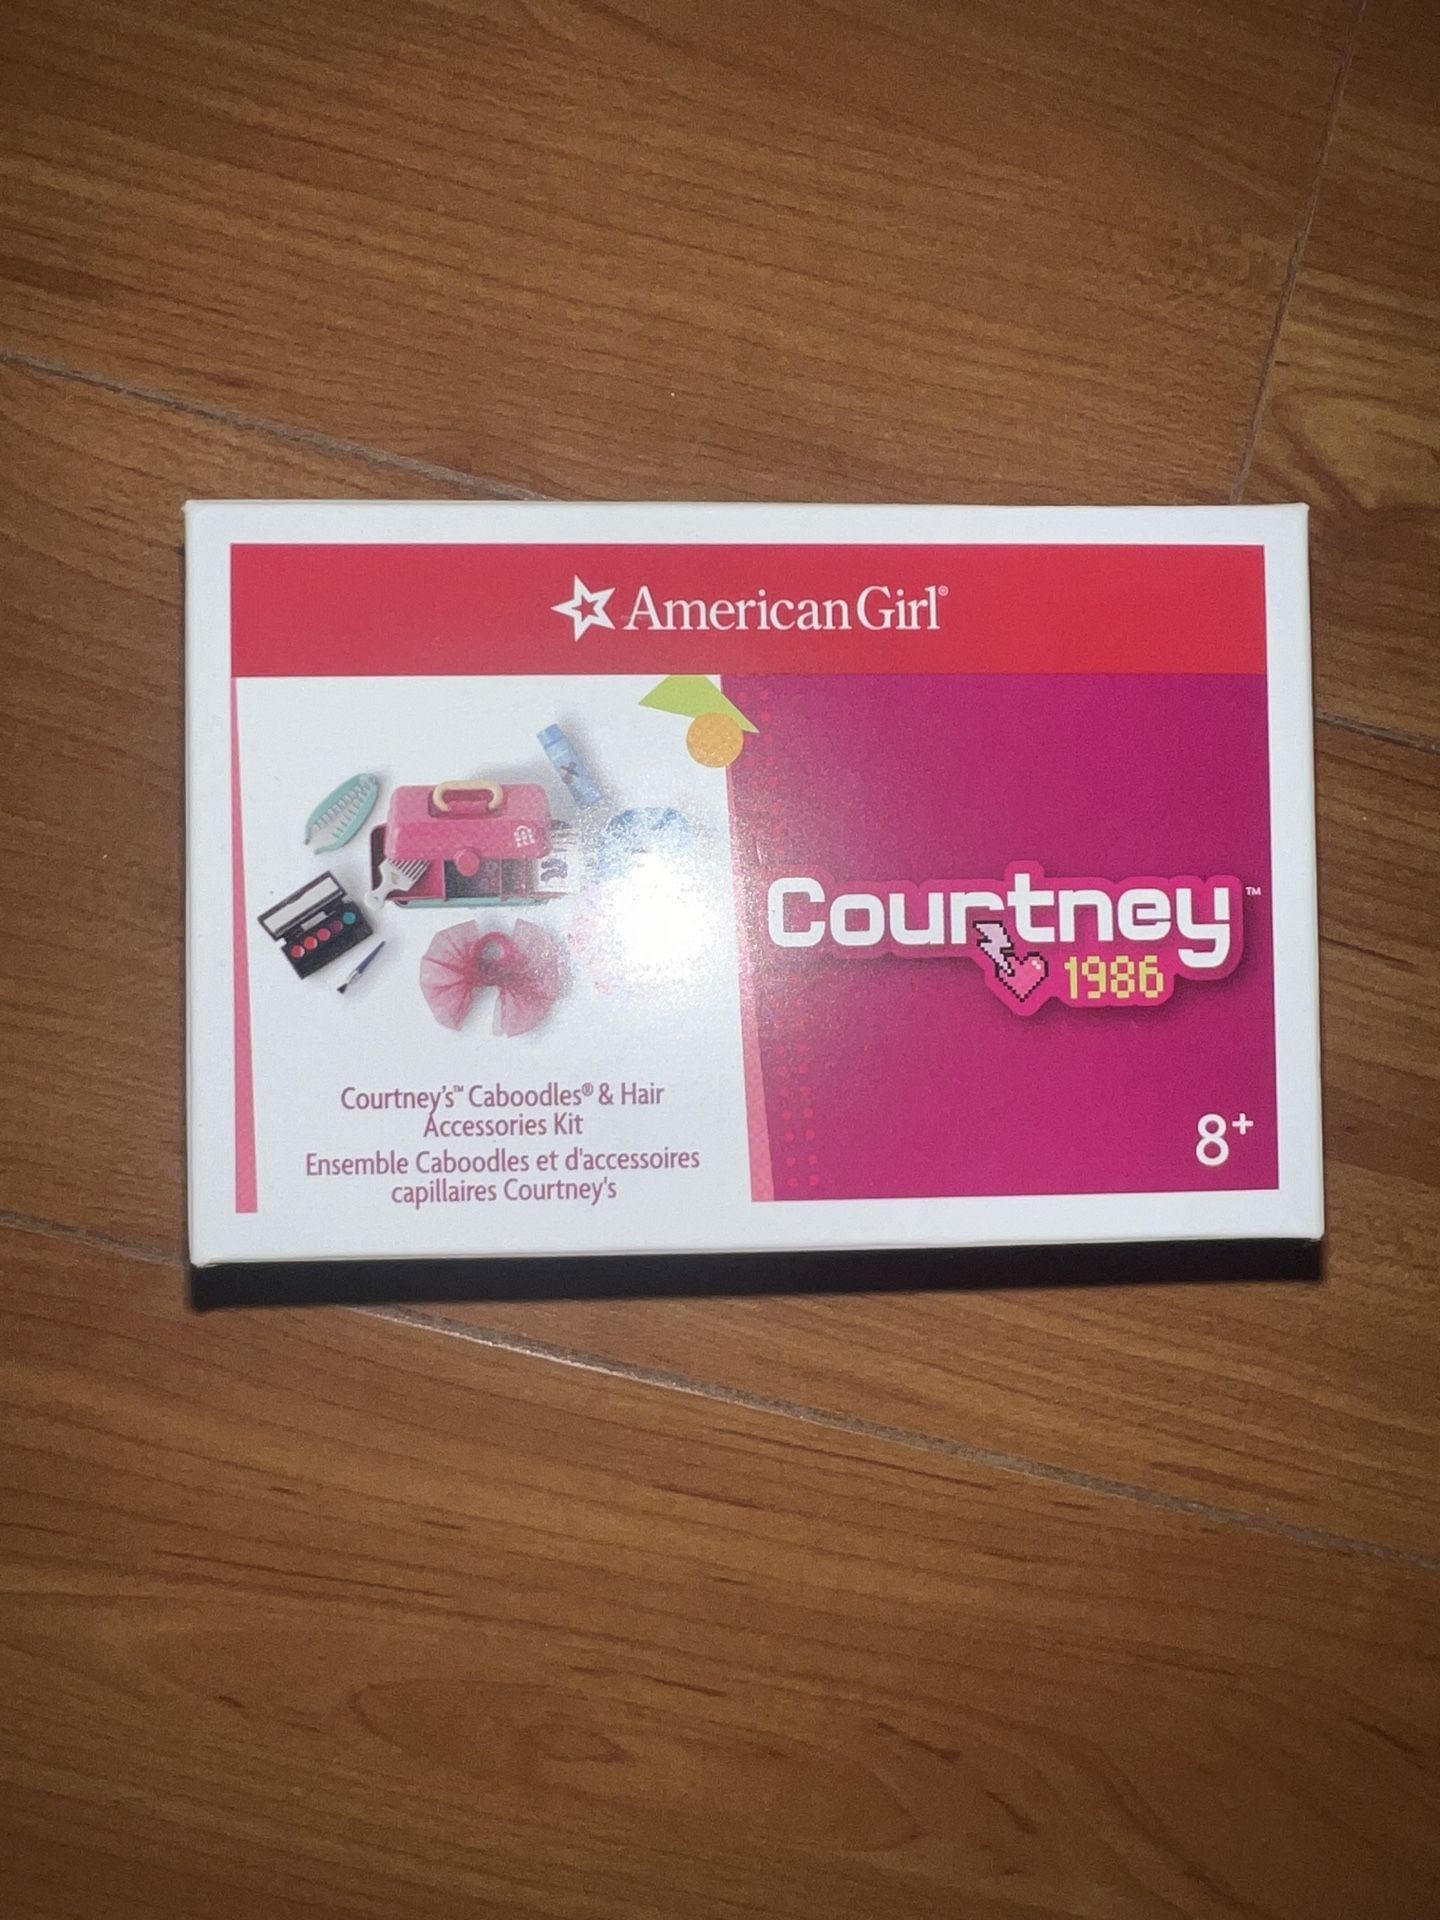 American Girl®
Courtney™
1986
Courtney's™ Caboodles® & Hair
Accessories Kit
Ensemble Caboodles et d'accessoires
capillaires Courtney's
8+